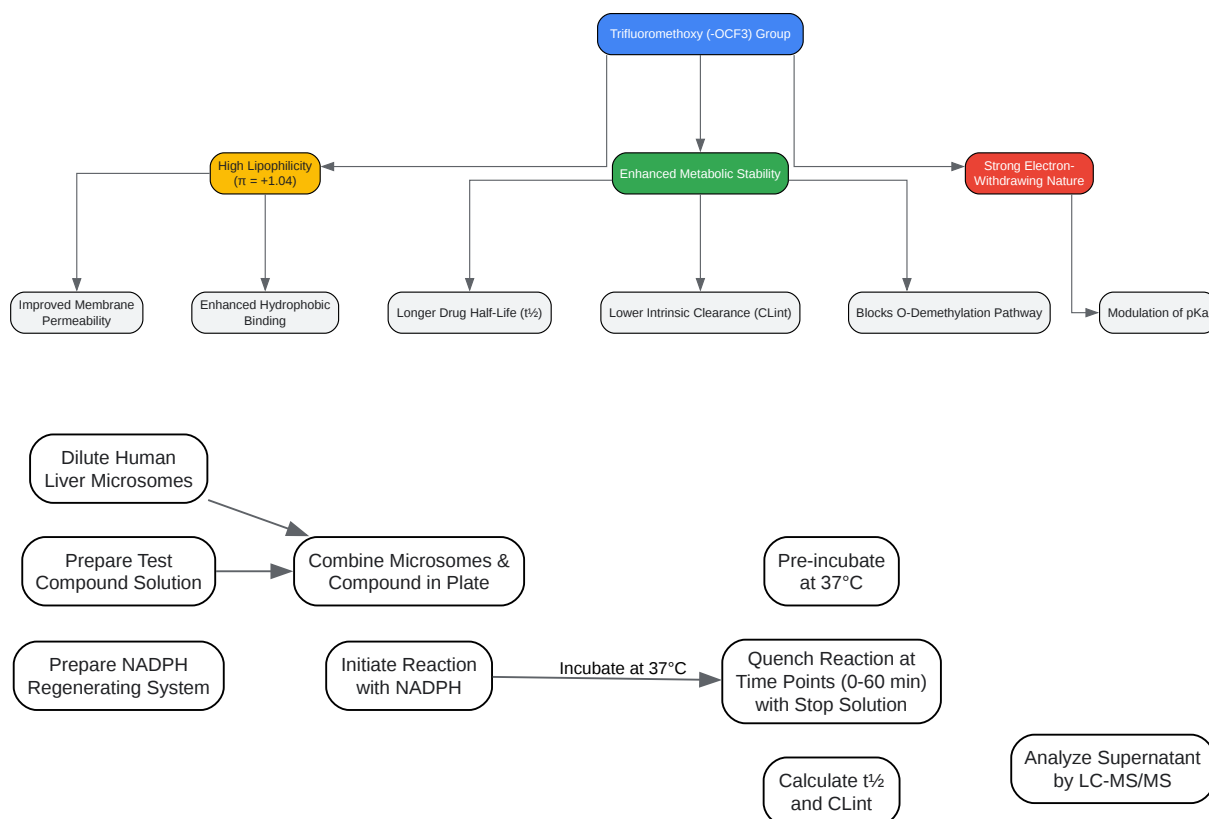 Trifluoromethoxy (-OCF3) Group
High Lipophilicity
(π = +1.04)
Enhanced Metabolic Stability
Strong Electron-
Withdrawing Nature
Improved Membrane
Permeability
Enhanced Hydrophobic
Binding
Longer Drug Half-Life (t½)
Lower Intrinsic Clearance (CLint)
Blocks O-Demethylation Pathway
Modulation of pKa
Dilute Human
Liver Microsomes
Prepare Test
Compound Solution
Combine Microsomes &
Compound in Plate
Pre-incubate
at 37°C
Prepare NADPH
Regenerating System
Initiate Reaction
with NADPH
Incubate at 37°C
Quench Reaction at
Time Points (0-60 min)
with Stop Solution
Analyze Supernatant
by LC-MS/MS
Calculate t½
and CLint